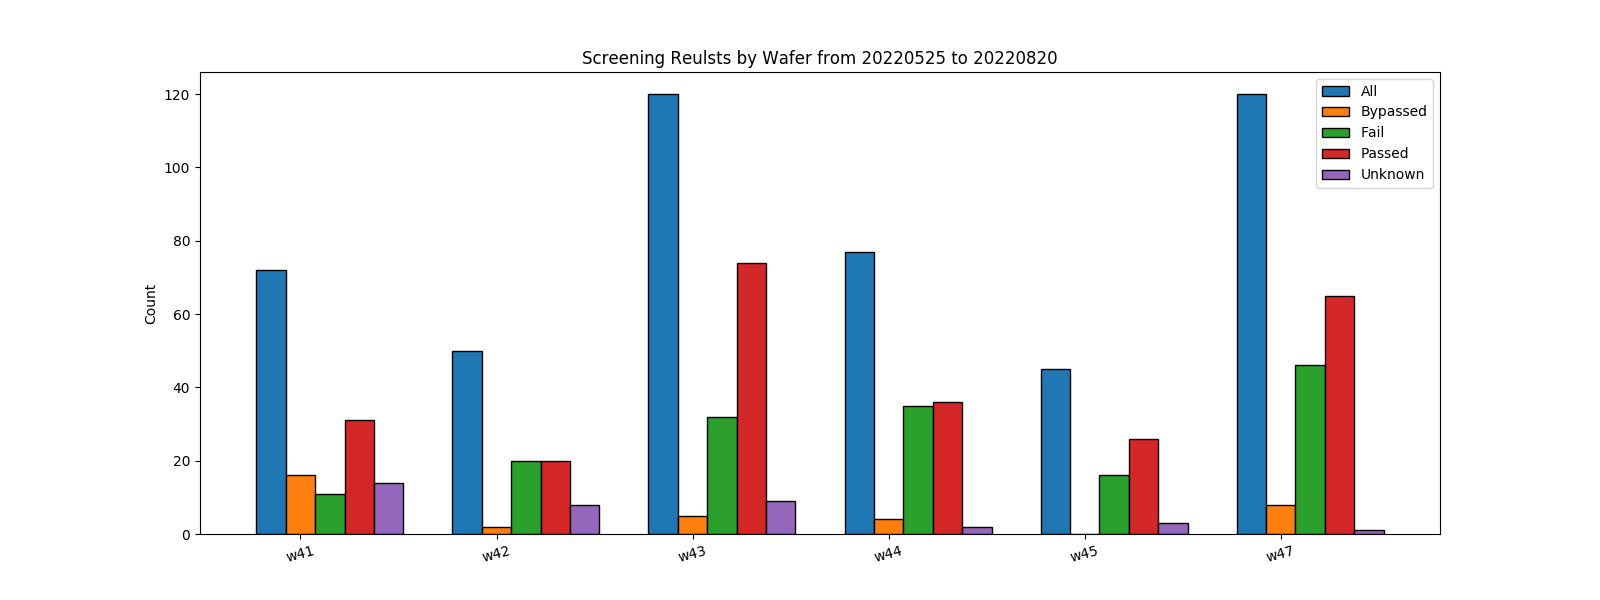 Screening Reulsts by Wafer from 20220525 to 20220820
120
100
80
60
40
20
0
Count
All
Bypassed
Fail
Passed
Unknown
w41
w42
w43
w44
w45
w47